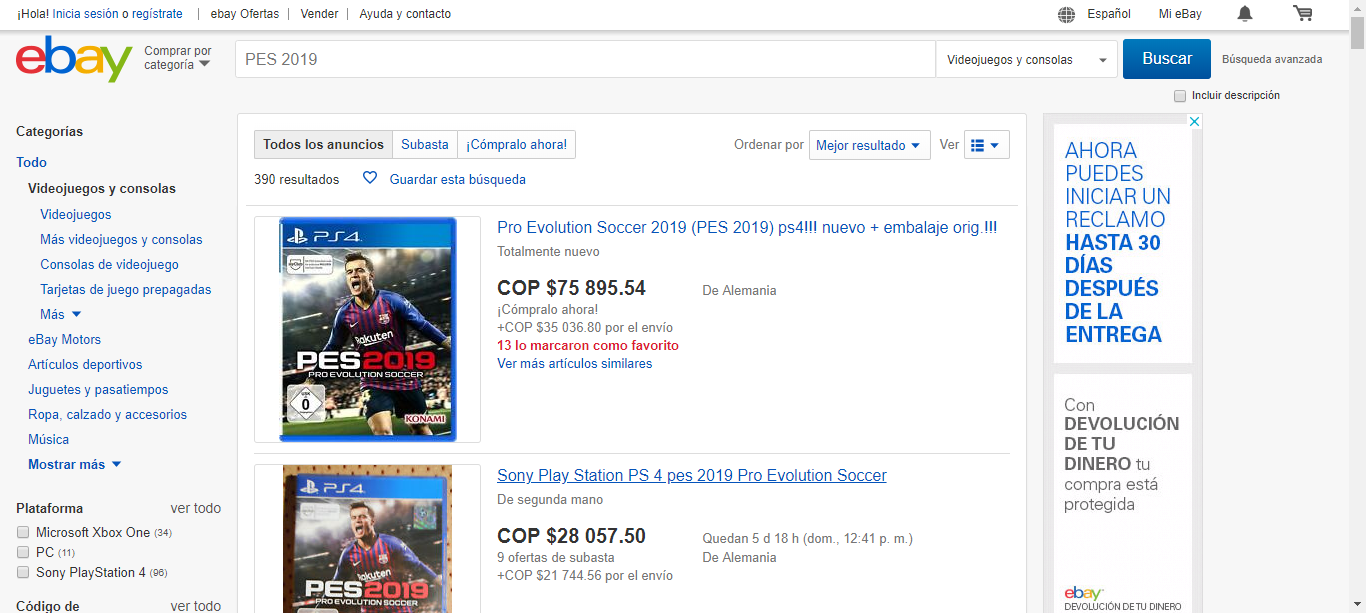 ¡Hola! Inicia sesión o regístrate | ebay Ofertas | Vender | Ayuda y contacto
Español Mi eBay
ebay
Comprar por
categoría
PES 2019
Videojuegos y consolas
Buscar
Búsqueda avanzada
Incluir descripción
Categorías
Todo
Videojuegos y consolas
Videojuegos
Más videojuegos y consolas
Consolas de videojuego
Tarjetas de juego prepagadas
Más
eBay Motors
Artículos deportivos
Juguetes y pasatiempos
Ropa, calzado y accesorios
Música
Mostrar más
Plataforma ver todo
Microsoft Xbox One (34)
PC (11)
Sony PlayStation 4 (96)
Código de ver todo
Todos los anuncios Subasta ¡Cómpralo ahora!
Ordenar por Mejor resultado Ver
390 resultados Guardar esta búsqueda
PS4
Rakuten
PES2019
PRO EVOLUTION SOCCER
USK
0
KONAMI
Pro Evolution Soccer 2019 (PES 2019) ps4!!! nuevo + embalaje orig.!!!
Totalmente nuevo
COP $75 895.54 De Alemania
¡Cómpralo ahora!
+COP $35 036.80 por el envío
13 lo marcaron como favorito
Ver más artículos similares
PS4
Rakuten
PES2019
PRO EVOLUTION SOCCER
Sony Play Station PS 4 pes 2019 Pro Evolution Soccer
De segunda mano
COP $28 057.50 Quedan 5 d 18 h (dom., 12:41 p. m.)
9 ofertas de subasta De Alemania
+COP $21 744.56 por el envío
AHORA
PUEDES
INICIAR UN
RECLAMO
HASTA 30
DÍAS
DESPUÉS
DE LA
ENTREGA
Con
DEVOLUCIÓN
DE TU
DINERO tu
compra está
protegida
ebay
DEVOLUCIÓN DE TU DINERO